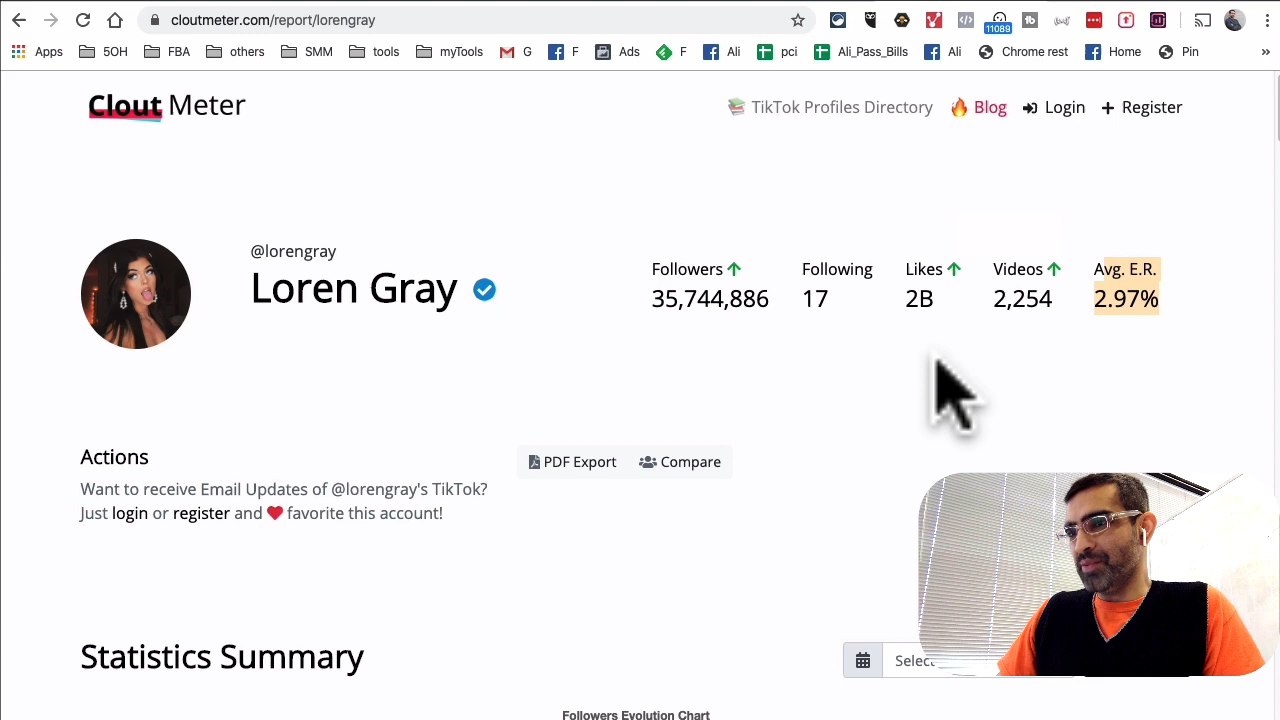 cloutmeter.com/report/lorengray
11089
Apps
5OH
FBA
others
SMM
tools
myTools
G
F
Ads
F
Ali
pci
Ali_Pass_Bills
Ali
Chrome rest
Home
Pin
»
Clout Meter
TikTok Profiles Directory
Blog
Login
Register
@lorengray
Loren Gray
Followers
35,744,886
Following
17
Likes
2B
Videos
2,254
Avg. E.R.
2.97%
Actions
PDF Export
Compare
Want to receive Email Updates of @lorengray's TikTok?
Just login or register and ❤ favorite this account!
Statistics Summary
Select
Followers Evolution Chart